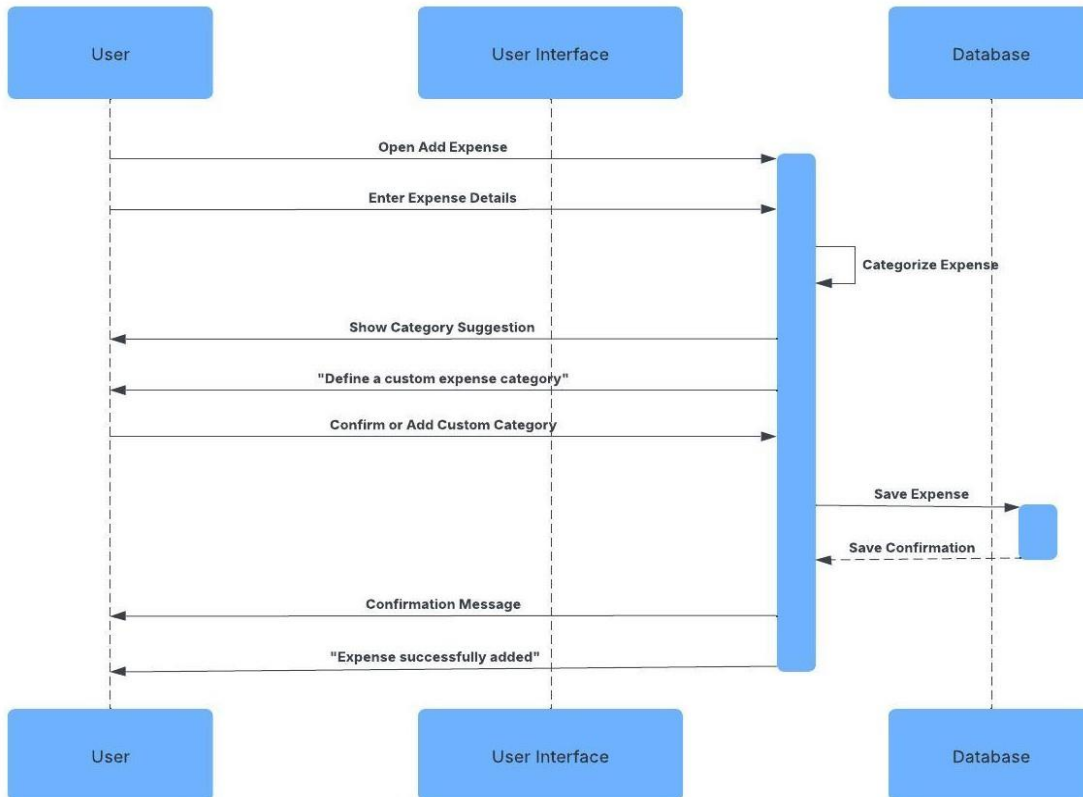 User
User Interface
Database
Open Add Expense
Enter Expense Details
Categorize Expense
Show Category Suggestion
"Define a custom expense category"
Confirm or Add Custom Category
Save Expense
Save Confirmation
Confirmation Message
"Expense successfully added"
User
User Interface
Database